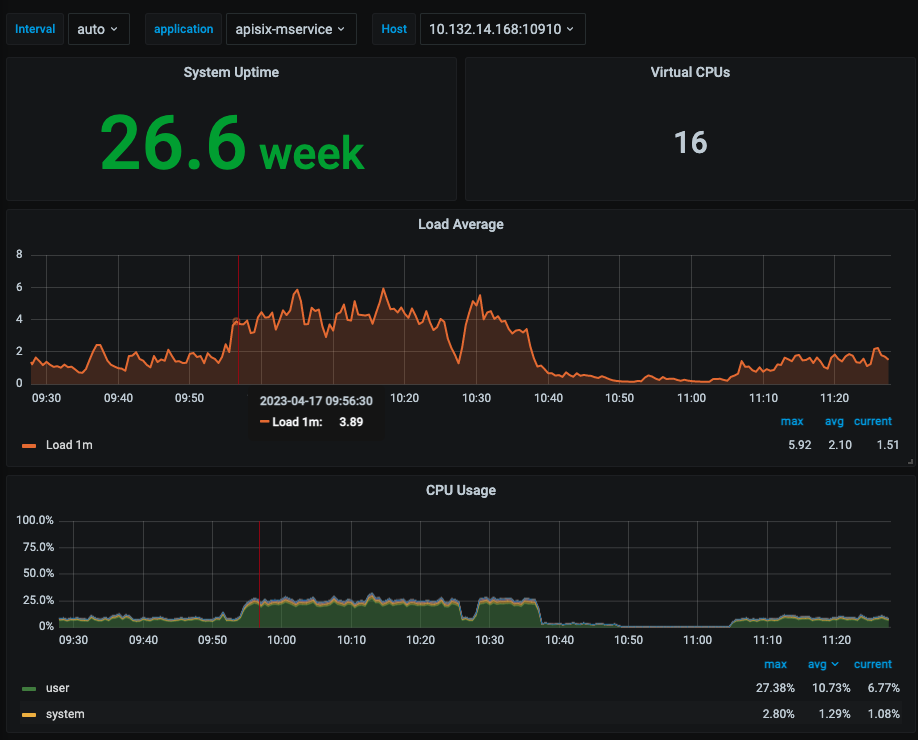 Interval auto application apisix-mservice Host 10.132.14.168:10910
System Uptime Virtual CPUs
26.6 week 16
Load Average
8
6
4
2
0
09:30 09:40 09:50 10:20 10:30 10:40 10:50 11:00 11:10 11:20
2023-04-17 09:56:30
Load 1m: 3.89
max avg current
Load 1m 5.92 2.10 1.51
CPU Usage
100.0%
75.0%
50.0%
25.0%
0%
09:30 09:40 09:50 10:00 10:10 10:20 10:30 10:40 10:50 11:00 11:10 11:20
max avg current
user 27.38% 10.73% 6.77%
system 2.80% 1.29% 1.08%